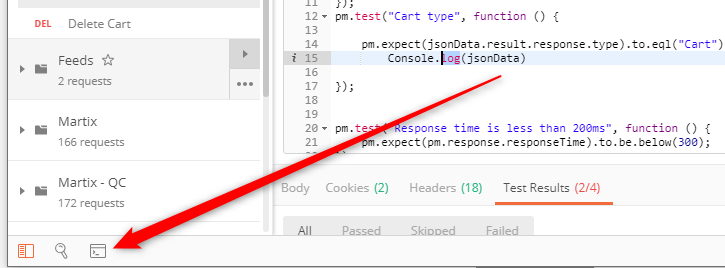 DEL Delete Cart
Feeds
2 requests
Martix
166 requests
Martix - QC
172 requests
11 });
12 pm.test("Cart type", function () {
13
14 pm.expect(jsonData.result.response.type).to.eql("Cart")
i 15 Console.log(jsonData)
16
17 });
18
19
20 pm.test("Response time is less than 200ms", function () {
21 pm.expect(pm.response.responseTime).to.be.below(300);
Body Cookies (2) Headers (18) Test Results (2/4)
All Passed Skipped Failed